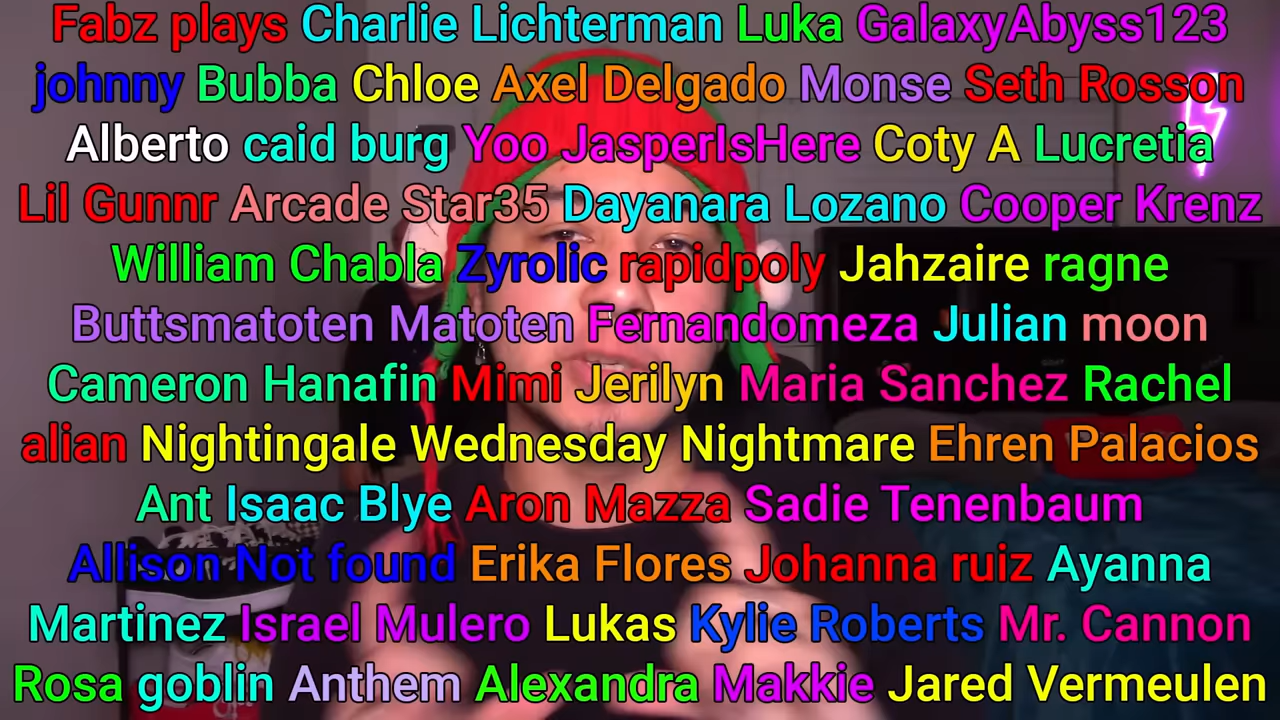 Fabz plays Charlie Lichterman Luka GalaxyAbyss123
johnny Bubba Chloe Axel Delgado Monse Seth Rosson
Alberto caid burg Yoo JasperIsHere Coty A Lucretia
Lil Gunnr Arcade Star35 Dayanara Lozano Cooper Krenz
William Chabla Zyrolic rapidpoly Jahzaire ragne
Buttsmatoten Matoten Fernandomeza Julian moon
Cameron Hanafin Mimi Jerilyn Maria Sanchez Rachel
alian Nightingale Wednesday Nightmare Ehren Palacios
Ant Isaac Blye Aron Mazza Sadie Tenenbaum
Allison Not found Erika Flores Johanna ruiz Ayanna
Martinez Israel Mulero Lukas Kylie Roberts Mr. Cannon
Rosa goblin Anthem Alexandra Makkie Jared Vermeulen